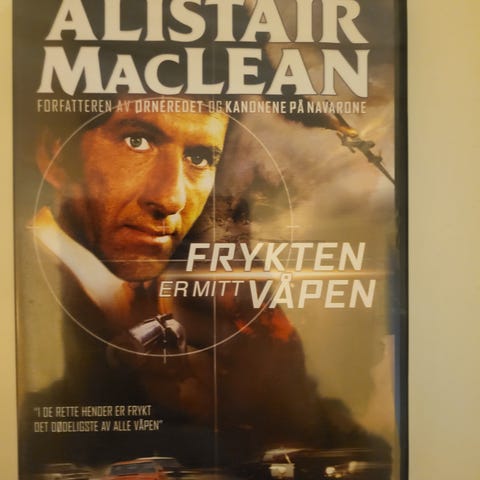 ALISTAIR
MACLEAN
FORFATTEREN AV ØRNEREDET OG KANONENE PÅ NAVARONE
FRYKTEN
ER MITT VÅPEN
"I DE RETTE HENDER ER FRYKT
DET DØDELIGSTE AV ALLE VÅPEN"